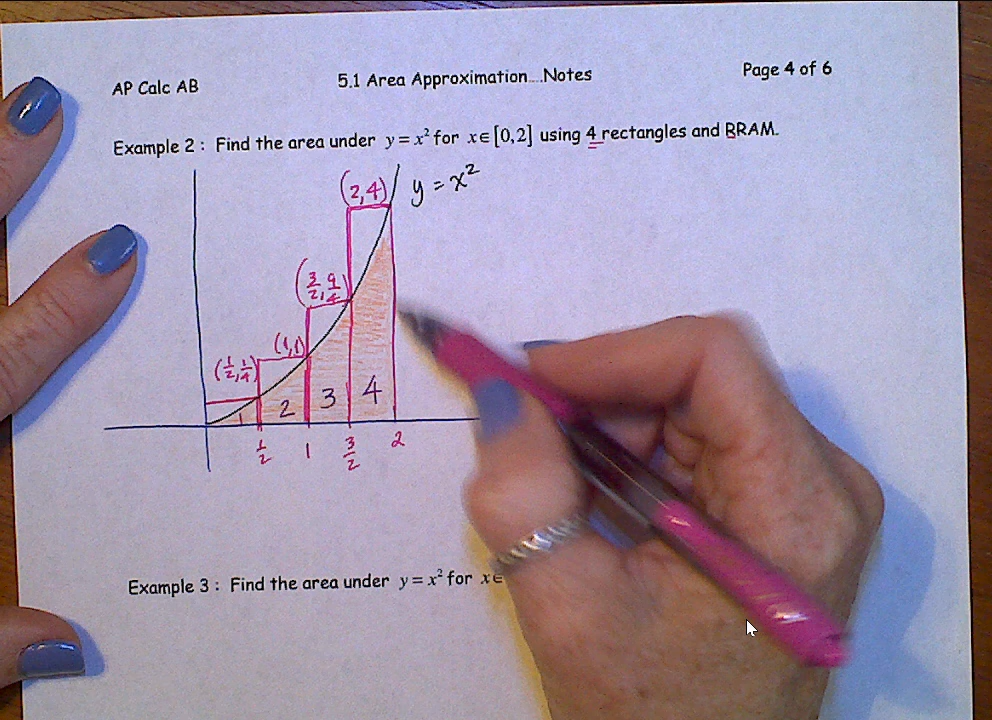 AP Calc AB 5.1 Area Approximation...Notes Page 4 of 6
Example 2 : Find the area under y = x² for x∈[0,2] using 4 rectangles and RRAM.
(2,4) y = x²
(3/2, 9/4)
(1,1)
(1/2, 1/4)
1 2 3 4
1/2 1 3/2 2
Example 3 : Find the area under y = x² for x∈